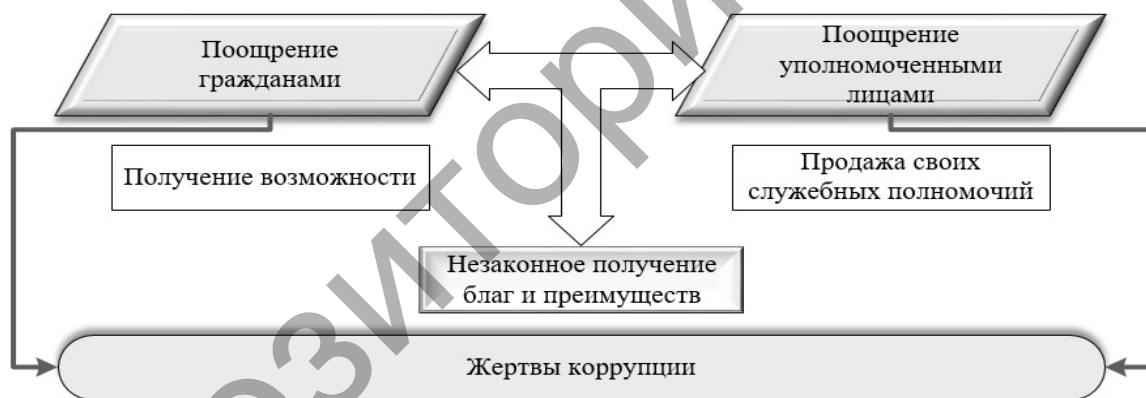 Поощрение
гражданами
Поощрение
уполномоченными
лицами
Получение возможности
Продажа своих
служебных полномочий
Незаконное получение
благ и преимуществ
Жертвы коррупции